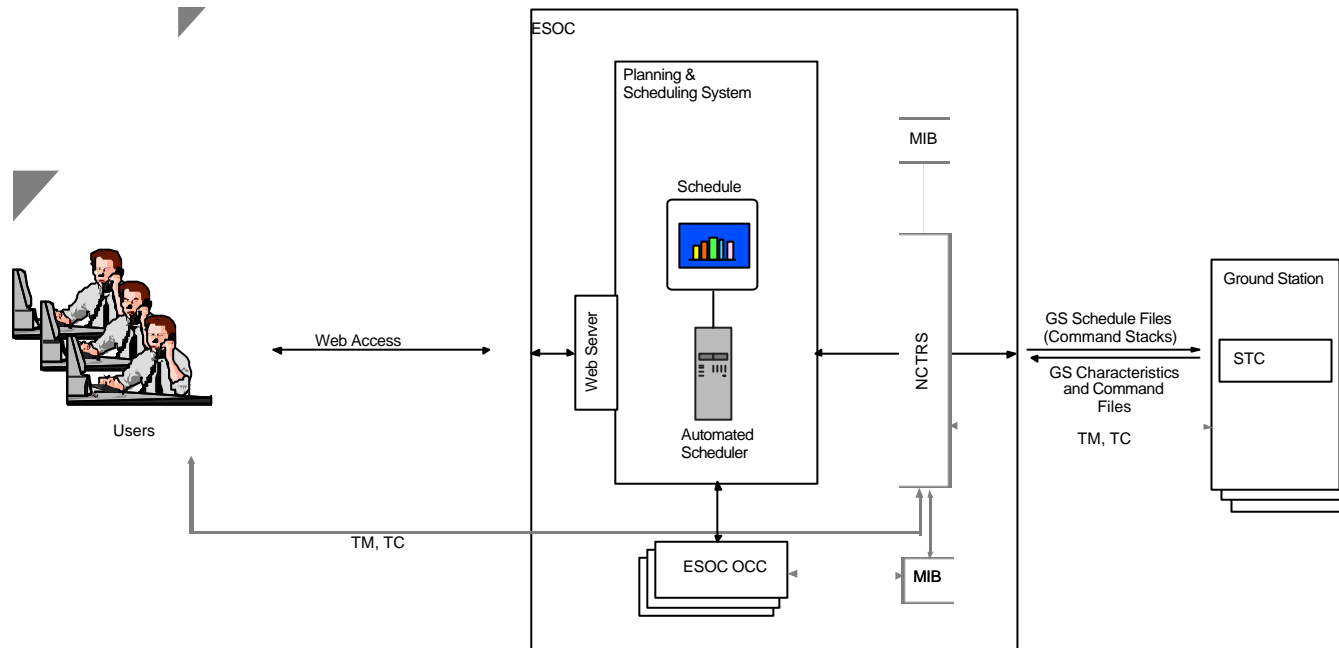 ESOC
Planning &
Scheduling System
MIB
Schedule
Ground Station
GS Schedule Files
(Command Stacks)
Web Access
Web Server
NCTRS
STC
GS Characteristics
and Command
Files
Users
Automated
Scheduler
TM, TC
TM, TC
ESOC OCC
MIB